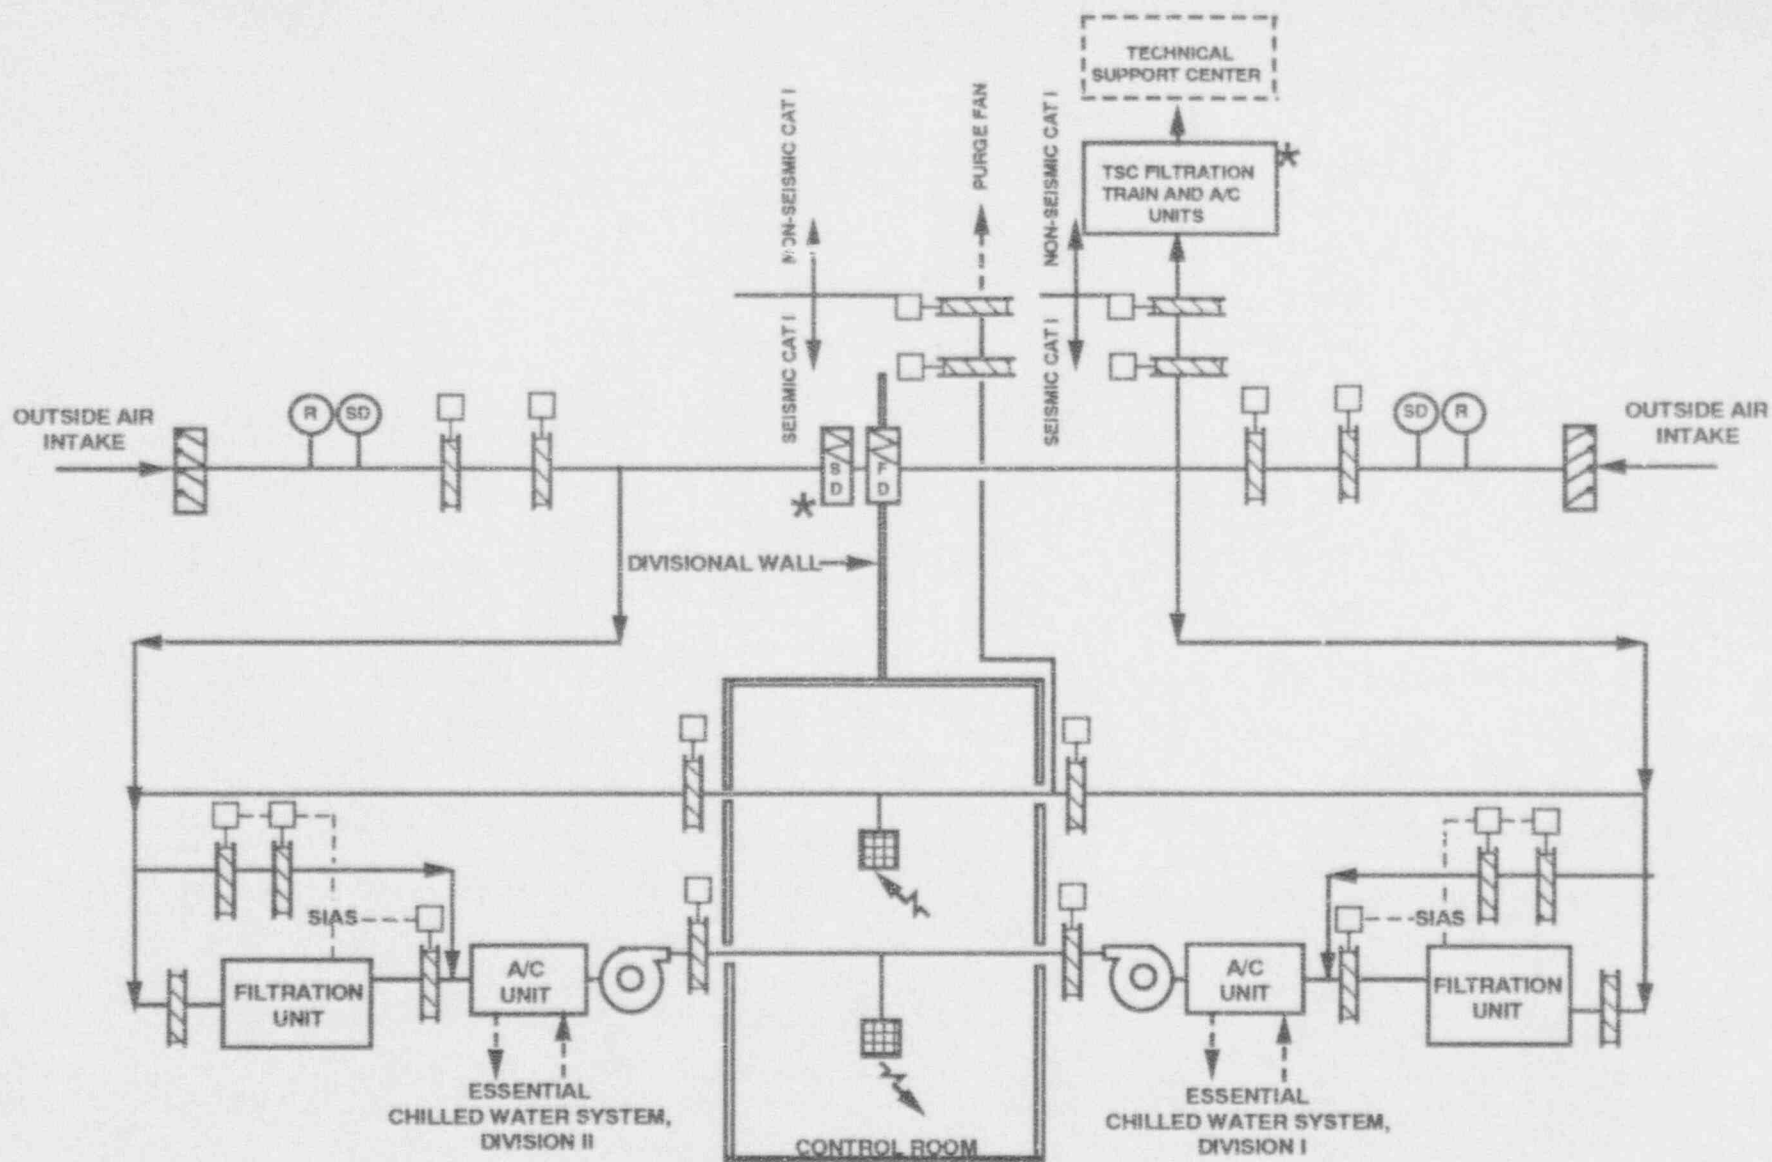 TECHNICAL
SUPPORT CENTER
NON-SEISMIC CAT I
PURGE FAN
NON-SEISMIC CAT I
TSC FILTRATION
TRAIN AND A/C
UNITS
*
SEISMIC CAT I
SEISMIC CAT I
OUTSIDE AIR
INTAKE
R
SD
SD
R
OUTSIDE AIR
INTAKE
S
D
F
D
*
DIVISIONAL WALL
SIAS
SIAS
FILTRATION
UNIT
A/C
UNIT
A/C
UNIT
FILTRATION
UNIT
ESSENTIAL
CHILLED WATER SYSTEM,
DIVISION II
ESSENTIAL
CHILLED WATER SYSTEM,
DIVISION I
CONTROL ROOM